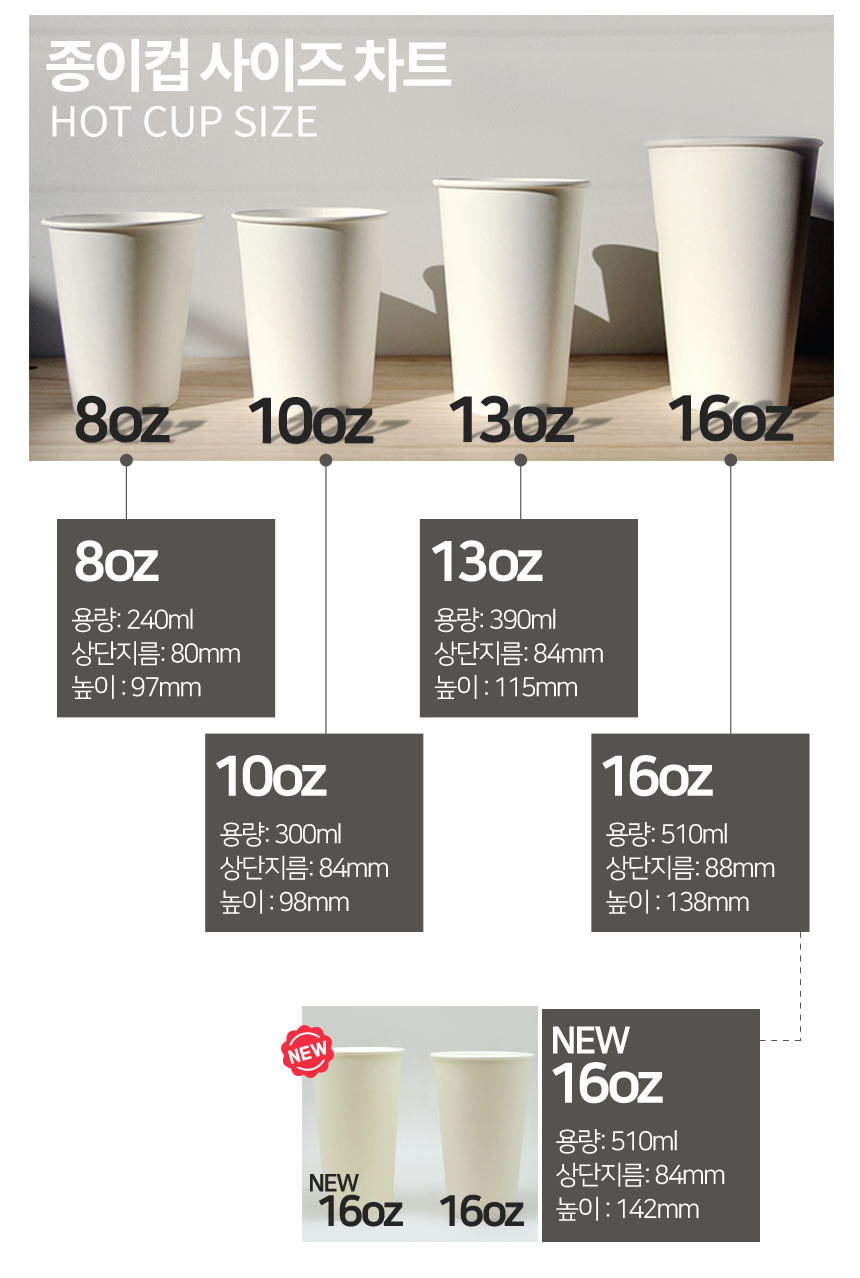 종이컵 사이즈 차트
HOT CUP SIZE
8oz
10oz
13oz
16oz
8oz
용량: 240ml
상단지름: 80mm
높이 : 97mm
13oz
용량: 390ml
상단지름: 84mm
높이 : 115mm
10oz
용량: 300ml
상단지름: 84mm
높이 : 98mm
16oz
용량: 510ml
상단지름: 88mm
높이 : 138mm
NEW
NEW
16oz
16oz
NEW
16oz
용량: 510ml
상단지름: 84mm
높이 : 142mm